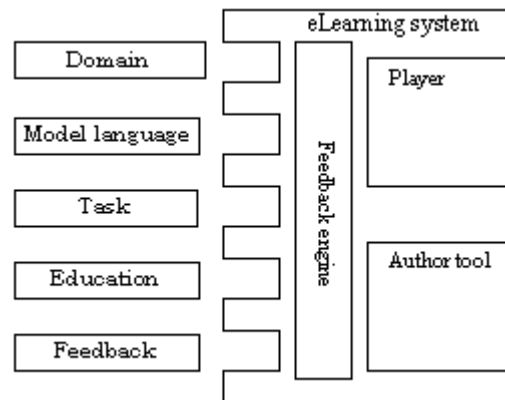 eLearning system
Domain
Model language
Task
Education
Feedback
Feedback engine
Player
Author tool